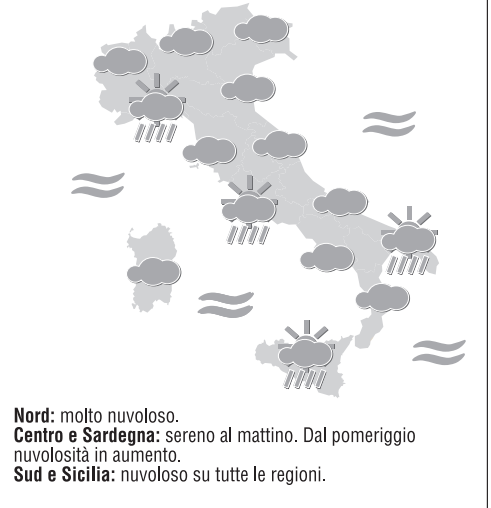 Nord: molto nuvoloso.
Centro e Sardegna: sereno al mattino. Dal pomeriggio
nuvolosità in aumento.
Sud e Sicilia: nuvoloso su tutte le regioni.